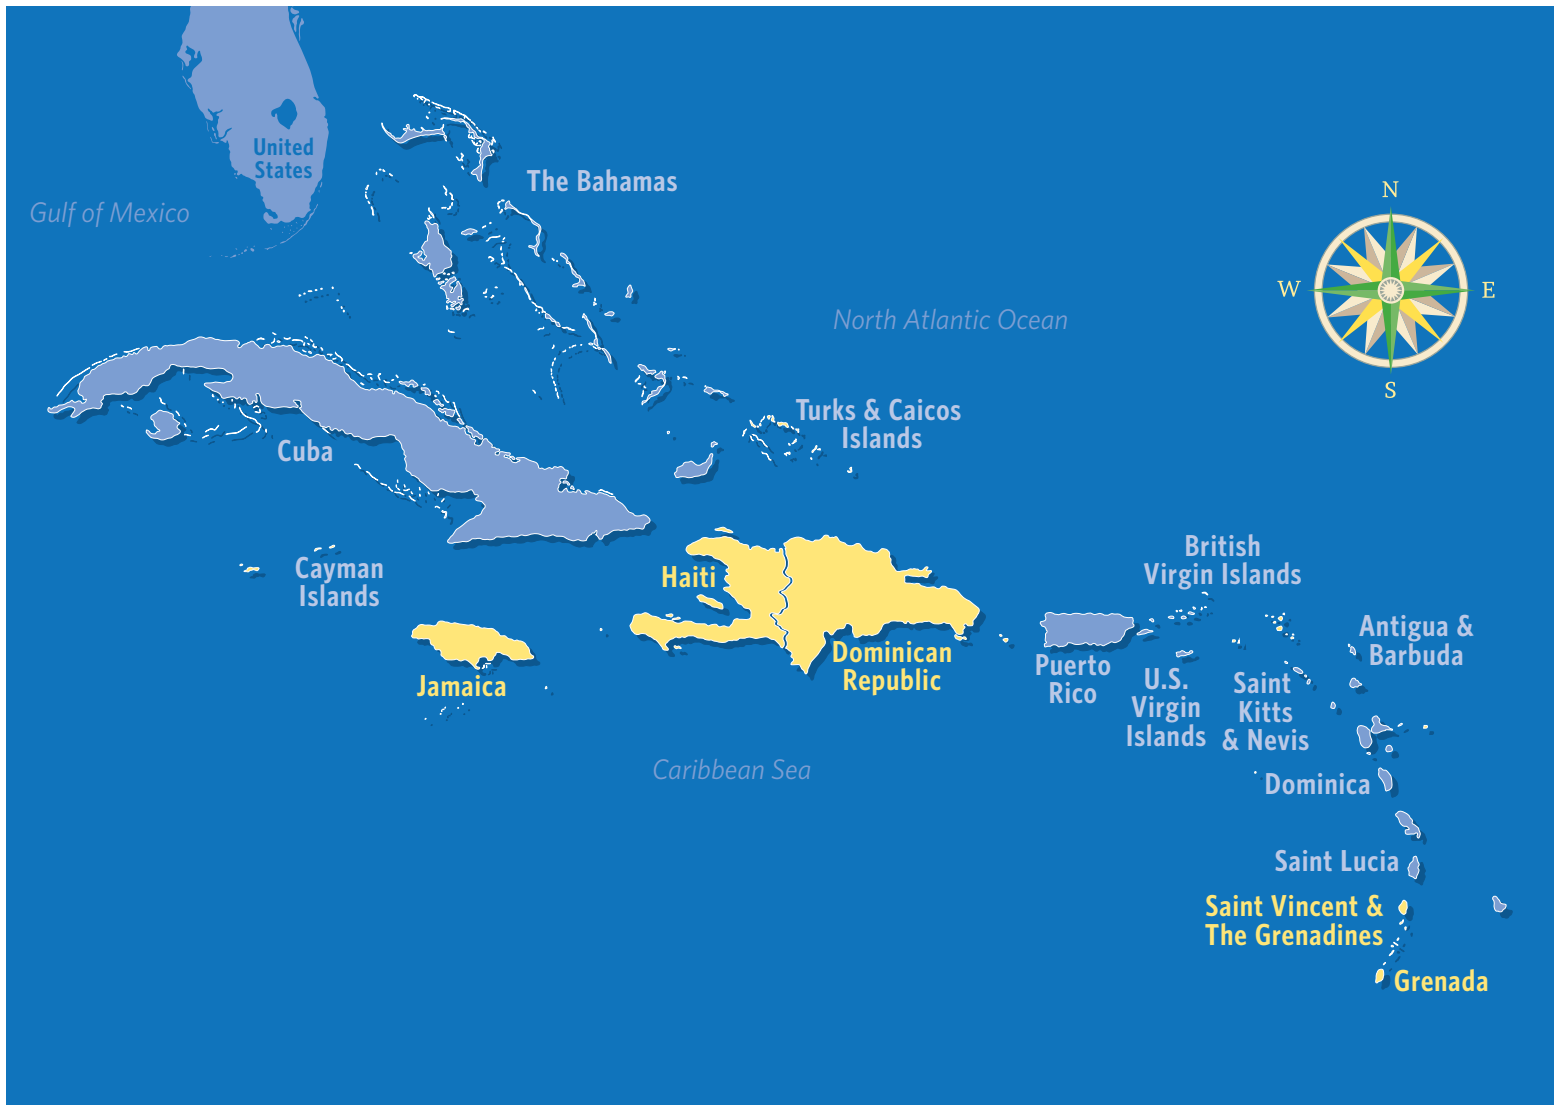 United
States
The Bahamas
Gulf of Mexico
N
W
E
S
North Atlantic Ocean
Turks & Caicos
Islands
Cuba
Cayman
Islands
Haiti
Dominican
Republic
Jamaica
British
Virgin Islands
Puerto
Rico
U.S.
Virgin
Islands
Saint
Kitts
& Nevis
Antigua &
Barbuda
Caribbean Sea
Dominica
Saint Lucia
Saint Vincent &
The Grenadines
Grenada